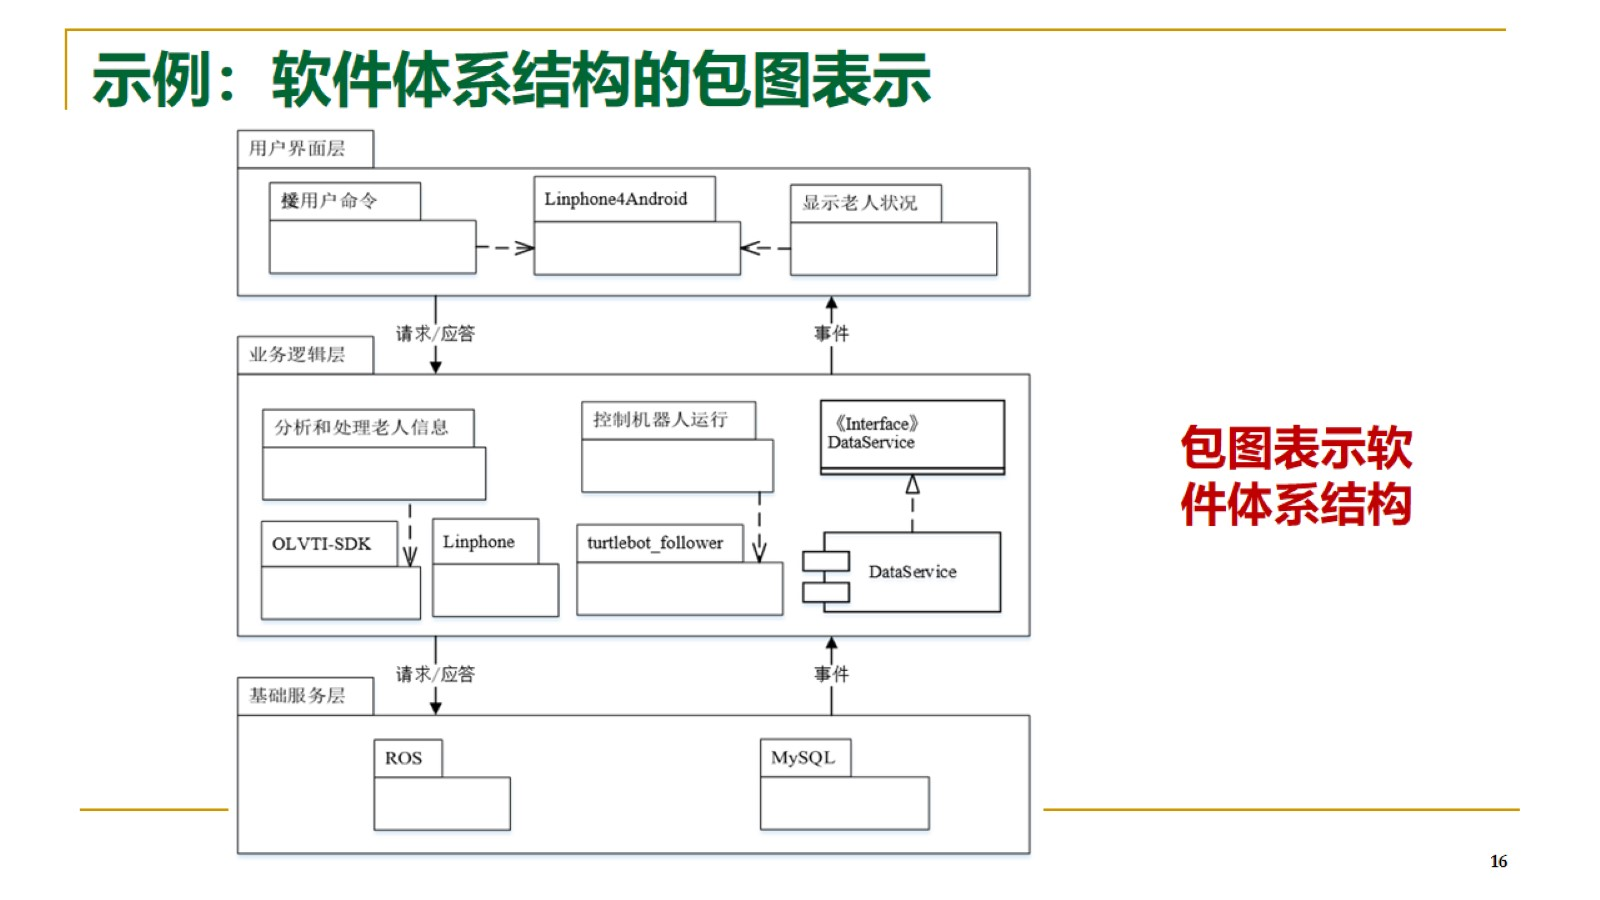 示例：软件体系结构的包图表示
用户界面层
用户命令
Linphone4Android
显示老人状况
请求/应答
事件
业务逻辑层
分析和处理老人信息
控制机器人运行
《Interface》
DataService
OLVTI-SDK
Linphone
turtlebot_follower
DataService
包图表示软
件体系结构
请求/应答
事件
基础服务层
ROS
MySQL
16